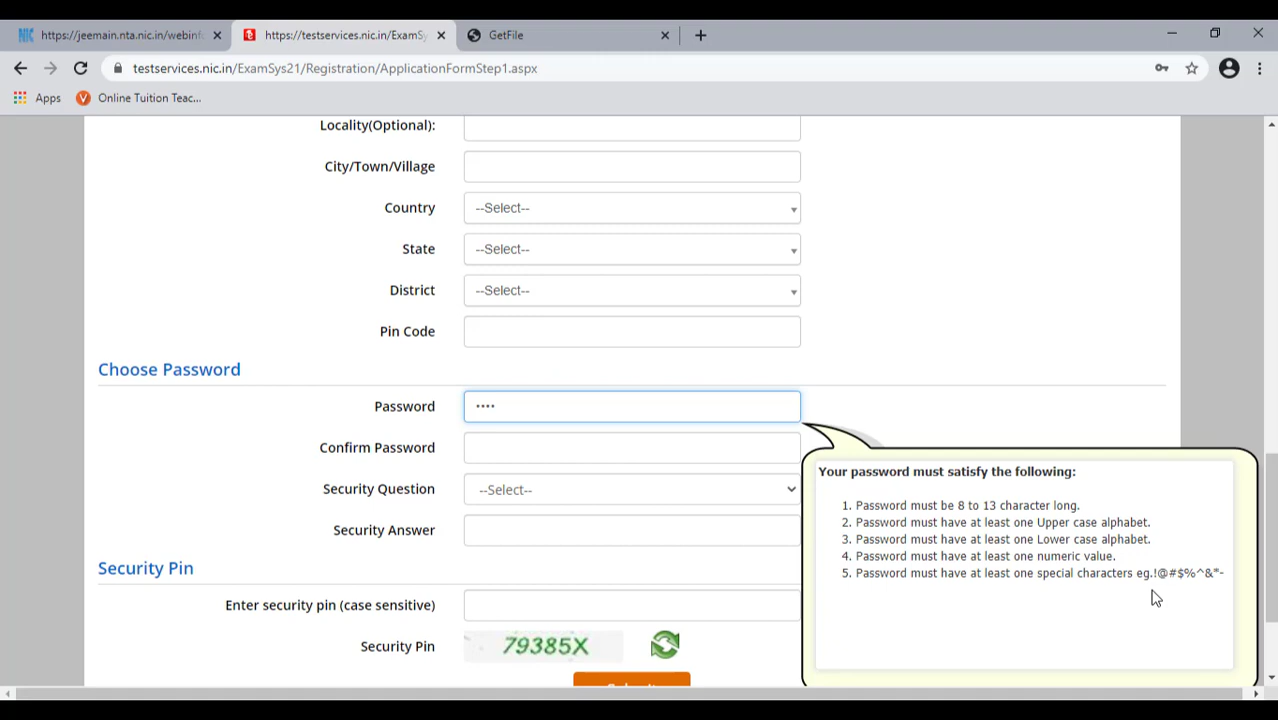 https://jeemain.nta.nic.in/webinfo
https://testservices.nic.in/ExamSy
GetFile
testservices.nic.in/ExamSys21/Registration/ApplicationFormStep1.aspx
Apps
Online Tuition Teac...
Locality(Optional):
City/Town/Village
Country --Select--
State --Select--
District --Select--
Pin Code
Choose Password
Password ••••
Confirm Password
Security Question --Select--
Security Answer
Your password must satisfy the following:
1. Password must be 8 to 13 character long.
2. Password must have at least one Upper case alphabet.
3. Password must have at least one Lower case alphabet.
4. Password must have at least one numeric value.
5. Password must have at least one special characters eg.!@#$%^&*-
Security Pin
Enter security pin (case sensitive)
Security Pin 79385X